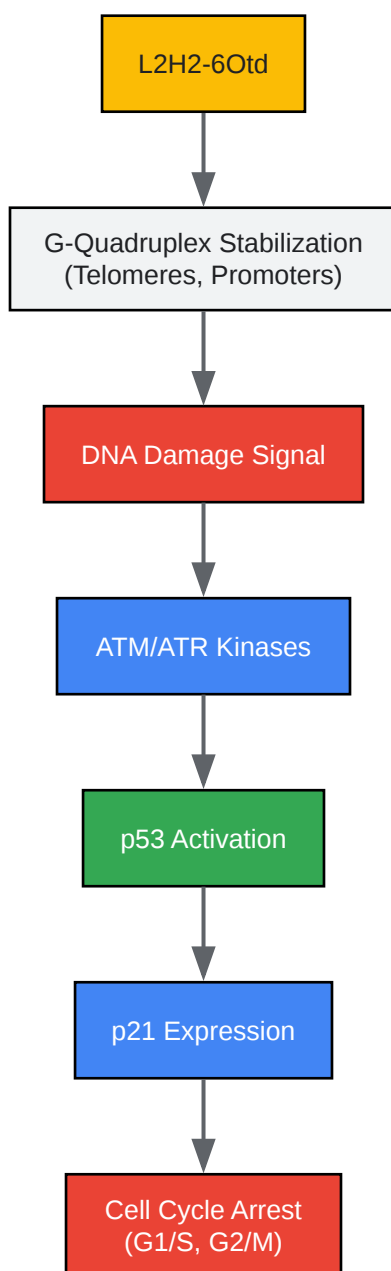 L2H2-6Otd
G-Quadruplex Stabilization
(Telomeres, Promoters)
DNA Damage Signal
ATM/ATR Kinases
p53 Activation
p21 Expression
Cell Cycle Arrest
(G1/S, G2/M)